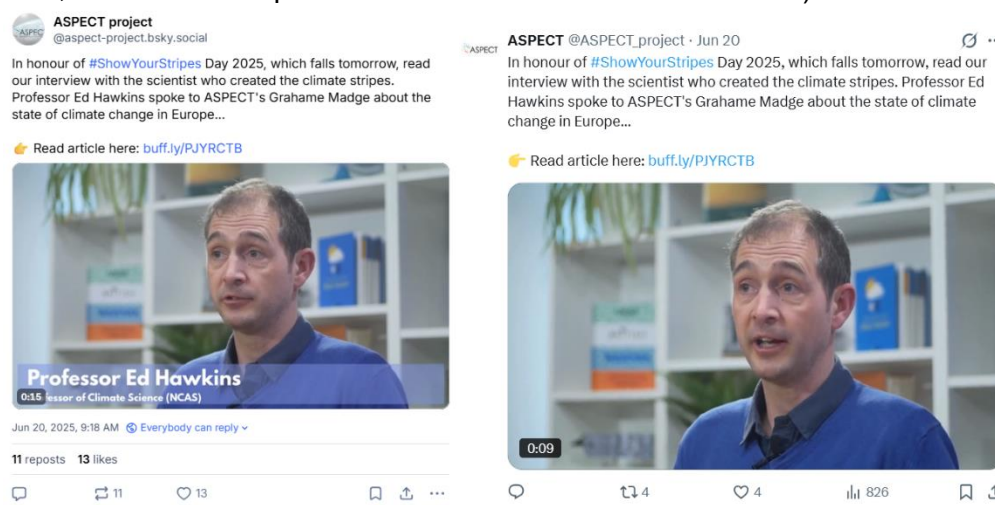 ASPECT project
@aspect-project.bsky.social
In honour of #ShowYourStripes Day 2025, which falls tomorrow, read
our interview with the scientist who created the climate stripes.
Professor Ed Hawkins spoke to ASPECT's Grahame Madge about the
state of climate change in Europe...
👉 Read article here: buff.ly/PJYRCTB
Professor Ed Hawkins
0:15 essor of Climate Science (NCAS)
Jun 20, 2025, 9:18 AM Everybody can reply
11 reposts 13 likes
11 13
ASPECT
ASPECT @ASPECT_project · Jun 20
In honour of #ShowYourStripes Day 2025, which falls tomorrow, read our
interview with the scientist who created the climate stripes. Professor Ed
Hawkins spoke to ASPECT's Grahame Madge about the state of climate
change in Europe...
👉 Read article here: buff.ly/PJYRCTB
0:09
4 4 826